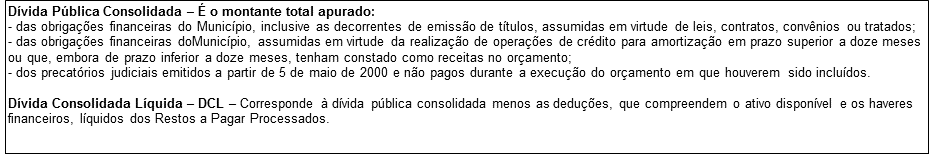 Dívida Pública Consolidada – É o montante total apurado:
- das obrigações financeiras do Município, inclusive as decorrentes de emissão de títulos, assumidas em virtude de leis, contratos, convênios ou tratados;
- das obrigações financeiras doMunicípio, assumidas em virtude da realização de operações de crédito para amortização em prazo superior a doze meses
ou que, embora de prazo inferior a doze meses, tenham constado como receitas no orçamento;
- dos precatórios judiciais emitidos a partir de 5 de maio de 2000 e não pagos durante a execução do orçamento em que houverem sido incluídos.
Dívida Consolidada Líquida – DCL – Corresponde à dívida pública consolidada menos as deduções, que compreendem o ativo disponível e os haveres
financeiros, líquidos dos Restos a Pagar Processados.